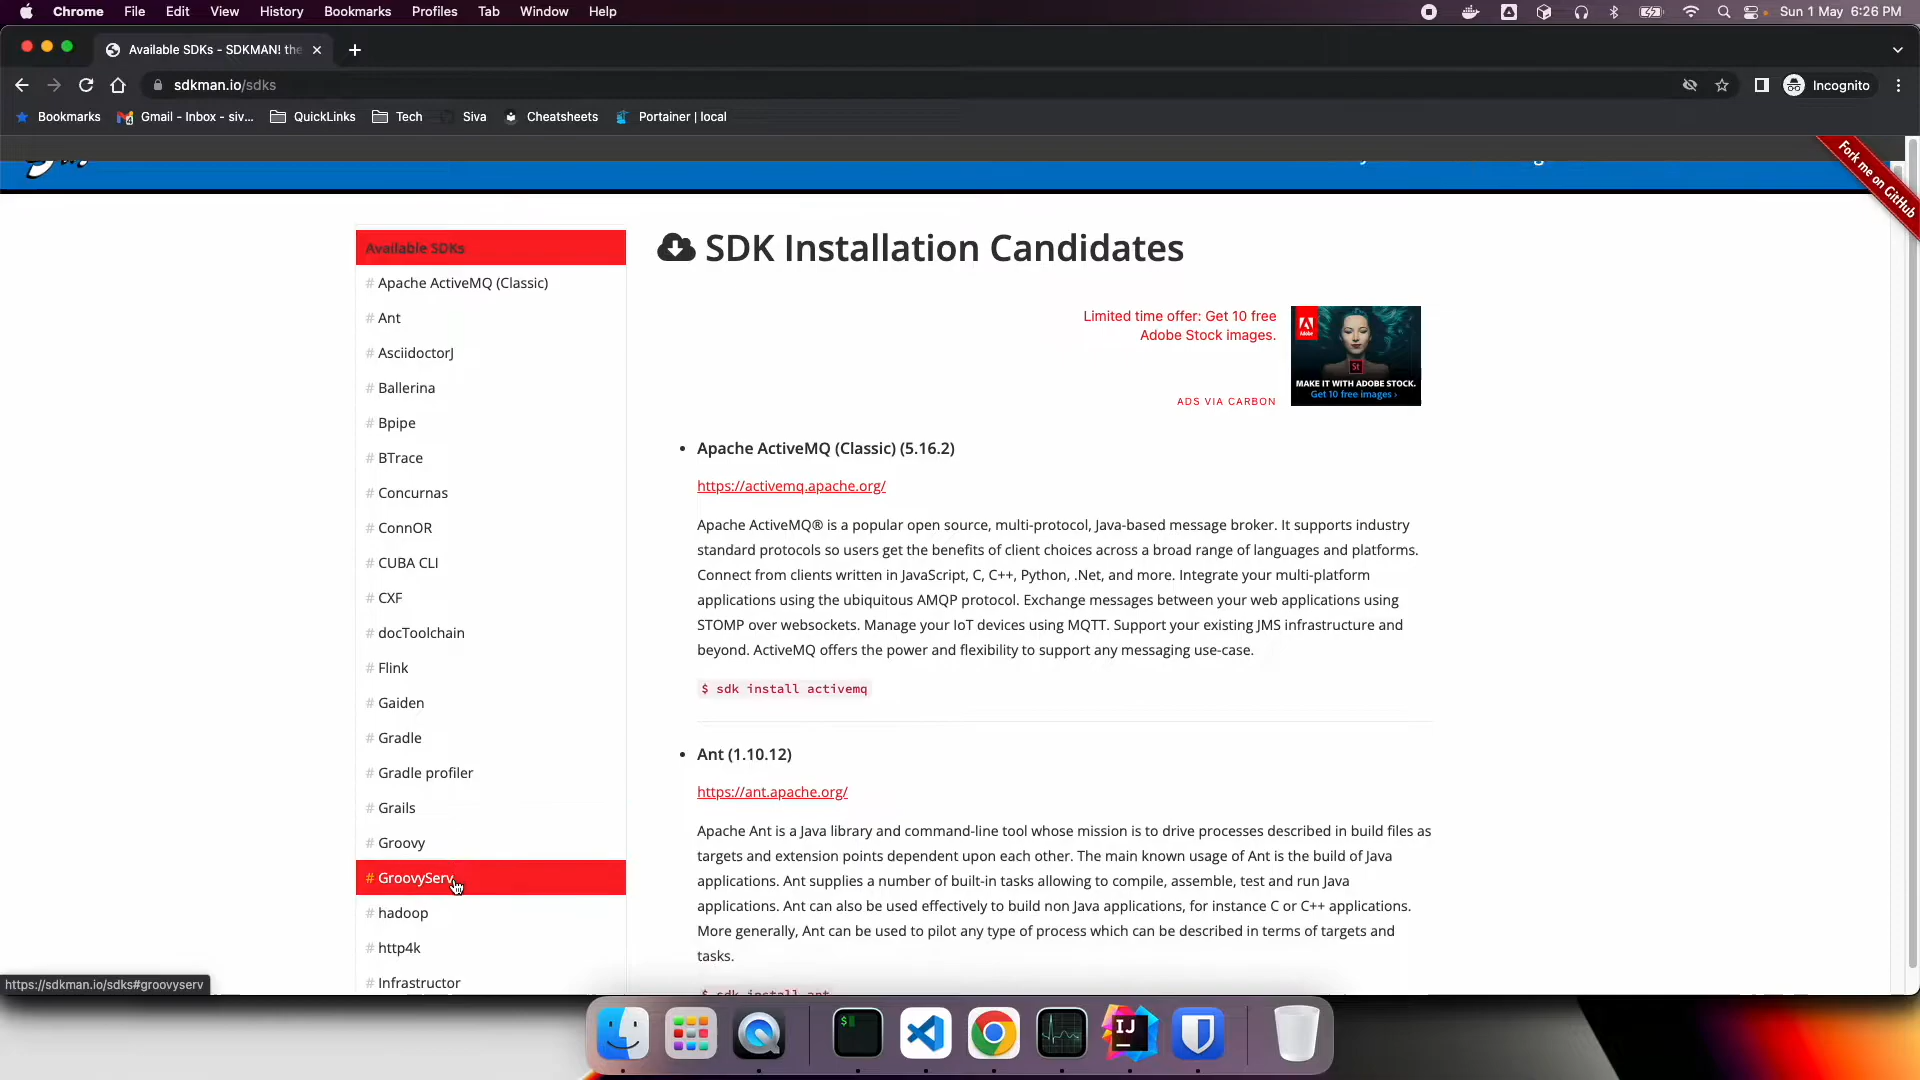 Chrome File Edit View History Bookmarks Profiles Tab Window Help Sun 1 May 6:26 PM
Available SDKs - SDKMAN! the
sdkman.io/sdks Incognito
Bookmarks Gmail - Inbox - siv... QuickLinks Tech Siva Cheatsheets Portainer | local
Fork me on GitHub
Available SDKs
# Apache ActiveMQ (Classic)
# Ant
# AsciidoctorJ
# Ballerina
# Bpipe
# BTrace
# Concurnas
# ConnOR
# CUBA CLI
# CXF
# docToolchain
# Flink
# Gaiden
# Gradle
# Gradle profiler
# Grails
# Groovy
# GroovyServ
# hadoop
# http4k
# Infrastructor
SDK Installation Candidates
Limited time offer: Get 10 free
Adobe Stock images.
ADS VIA CARBON
Adobe
St
MAKE IT WITH ADOBE STOCK.
Get 10 free images ›
• Apache ActiveMQ (Classic) (5.16.2)
https://activemq.apache.org/
Apache ActiveMQ® is a popular open source, multi-protocol, Java-based message broker. It supports industry
standard protocols so users get the benefits of client choices across a broad range of languages and platforms.
Connect from clients written in JavaScript, C, C++, Python, .Net, and more. Integrate your multi-platform
applications using the ubiquitous AMQP protocol. Exchange messages between your web applications using
STOMP over websockets. Manage your IoT devices using MQTT. Support your existing JMS infrastructure and
beyond. ActiveMQ offers the power and flexibility to support any messaging use-case.
$ sdk install activemq
• Ant (1.10.12)
https://ant.apache.org/
Apache Ant is a Java library and command-line tool whose mission is to drive processes described in build files as
targets and extension points dependent upon each other. The main known usage of Ant is the build of Java
applications. Ant supplies a number of built-in tasks allowing to compile, assemble, test and run Java
applications. Ant can also be used effectively to build non Java applications, for instance C or C++ applications.
More generally, Ant can be used to pilot any type of process which can be described in terms of targets and
tasks.
$ sdk install ant
https://sdkman.io/sdks#groovyserv
$
IJ